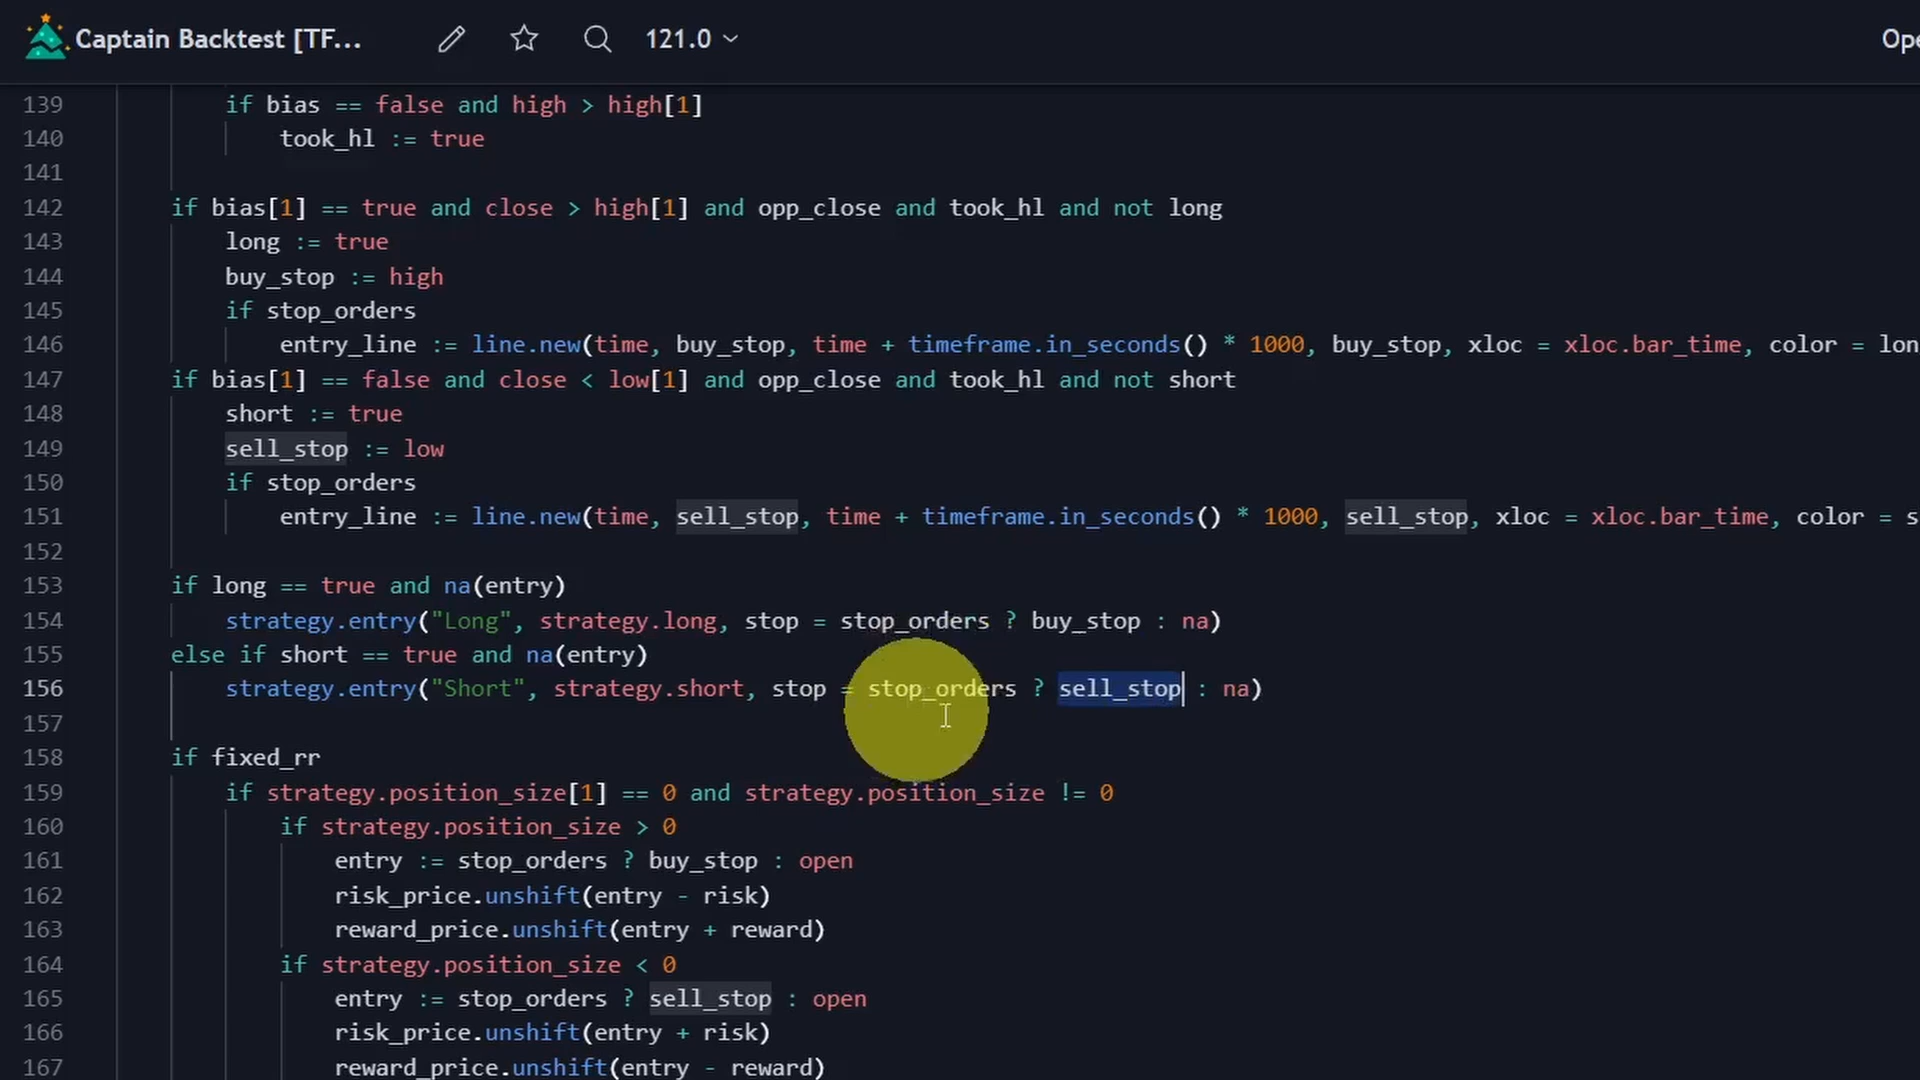 Captain Backtest [TF...
121.0
Ope
139 if bias == false and high > high[1]
140 took_hl := true
141
142 if bias[1] == true and close > high[1] and opp_close and took_hl and not long
143 long := true
144 buy_stop := high
145 if stop_orders
146 entry_line := line.new(time, buy_stop, time + timeframe.in_seconds() * 1000, buy_stop, xloc = xloc.bar_time, color = lon
147 if bias[1] == false and close < low[1] and opp_close and took_hl and not short
148 short := true
149 sell_stop := low
150 if stop_orders
151 entry_line := line.new(time, sell_stop, time + timeframe.in_seconds() * 1000, sell_stop, xloc = xloc.bar_time, color = s
152
153 if long == true and na(entry)
154 strategy.entry("Long", strategy.long, stop = stop_orders ? buy_stop : na)
155 else if short == true and na(entry)
156 strategy.entry("Short", strategy.short, stop = stop_orders ? sell_stop : na)
157
158 if fixed_rr
159 if strategy.position_size[1] == 0 and strategy.position_size != 0
160 if strategy.position_size > 0
161 entry := stop_orders ? buy_stop : open
162 risk_price.unshift(entry - risk)
163 reward_price.unshift(entry + reward)
164 if strategy.position_size < 0
165 entry := stop_orders ? sell_stop : open
166 risk_price.unshift(entry + risk)
167 reward_price.unshift(entry - reward)